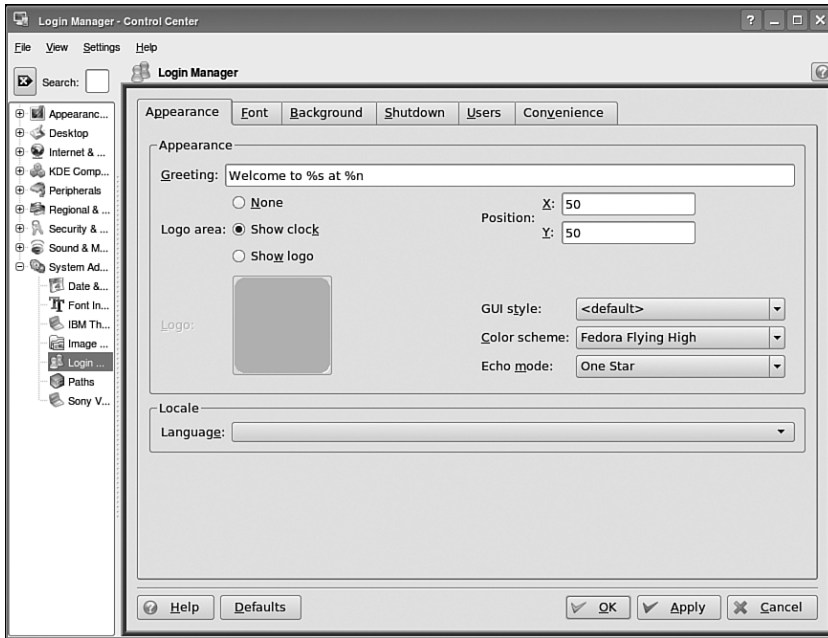 Login Manager - Control Center
File View Settings Help
Search:
Login Manager
Appearanc...
Desktop
Internet & ...
KDE Comp...
Peripherals
Regional & ...
Security & ...
Sound & M...
System Ad...
Date &...
Font In...
IBM Th...
Image ...
Login ...
Paths
Sony V...
Appearance Font Background Shutdown Users Convenience
Appearance
Greeting: Welcome to %s at %n
None
Logo area: Show clock
Show logo
Position: X: 50
Y: 50
Logo:
GUI style: <default>
Color scheme: Fedora Flying High
Echo mode: One Star
Locale
Language:
Help Defaults OK Apply Cancel